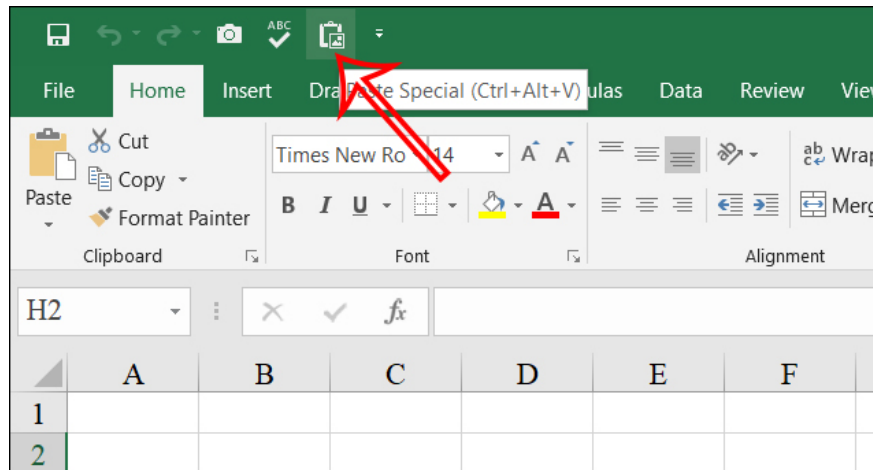 ABC
File Home Insert Dra Paste Special (Ctrl+Alt+V) ulas Data Review Vie
Cut
Times New Ro 14 A A ab c Wrap
Copy
Paste
Format Painter
B I U A Merg
Clipboard Font Alignment
H2 fx
A B C D E F
1
2